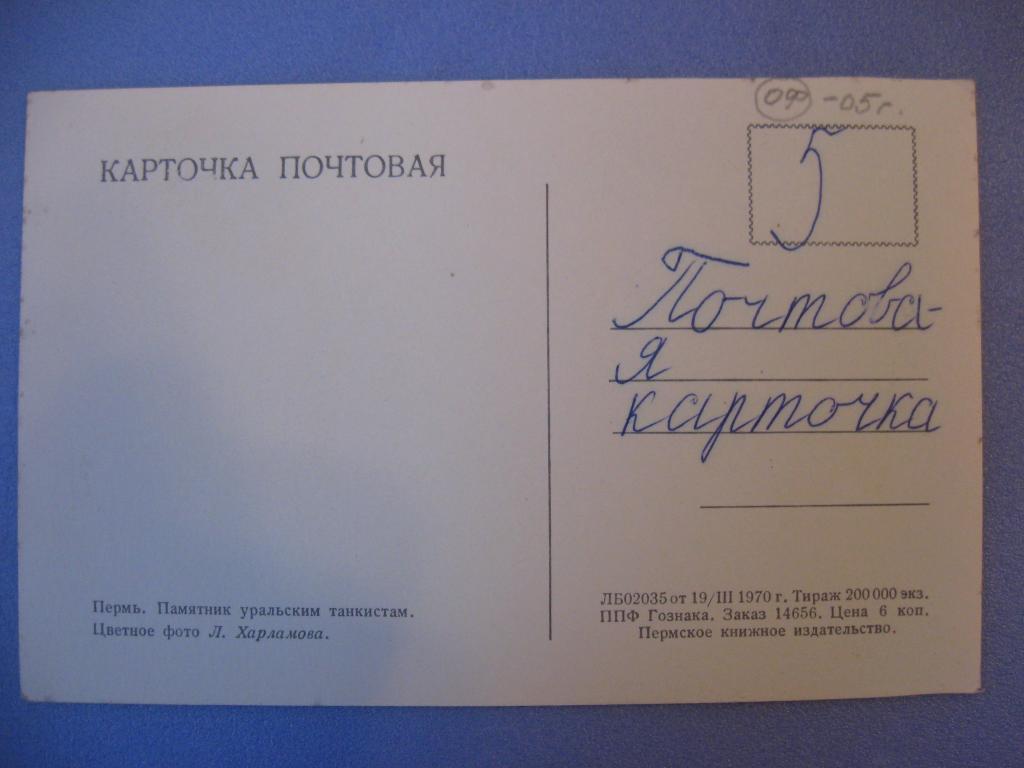 ОФ -05г.
КАРТОЧКА ПОЧТОВАЯ
5
Почтова-
я
карточка
Пермь. Памятник уральским танкистам.
Цветное фото Л. Харламова.
ЛБ02035 от 19/III 1970 г. Тираж 200 000 экз.
ППФ Гознака. Заказ 14656. Цена 6 коп.
Пермское книжное издательство.